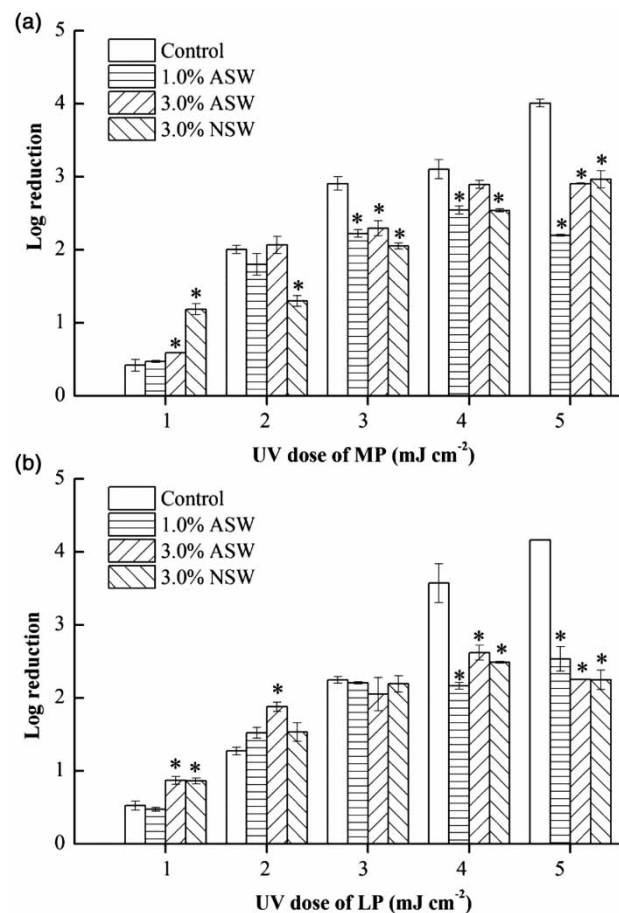 (a)
5
4
3
2
1
0
Log reduction
Control
1.0% ASW
3.0% ASW
3.0% NSW
*
*
*
*
*
*
*
*
*
*
*
1 2 3 4 5
UV dose of MP (mJ cm⁻²)
(b)
5
4
3
2
1
0
Log reduction
Control
1.0% ASW
3.0% ASW
3.0% NSW
*
*
*
*
*
*
*
*
*
1 2 3 4 5
UV dose of LP (mJ cm⁻²)